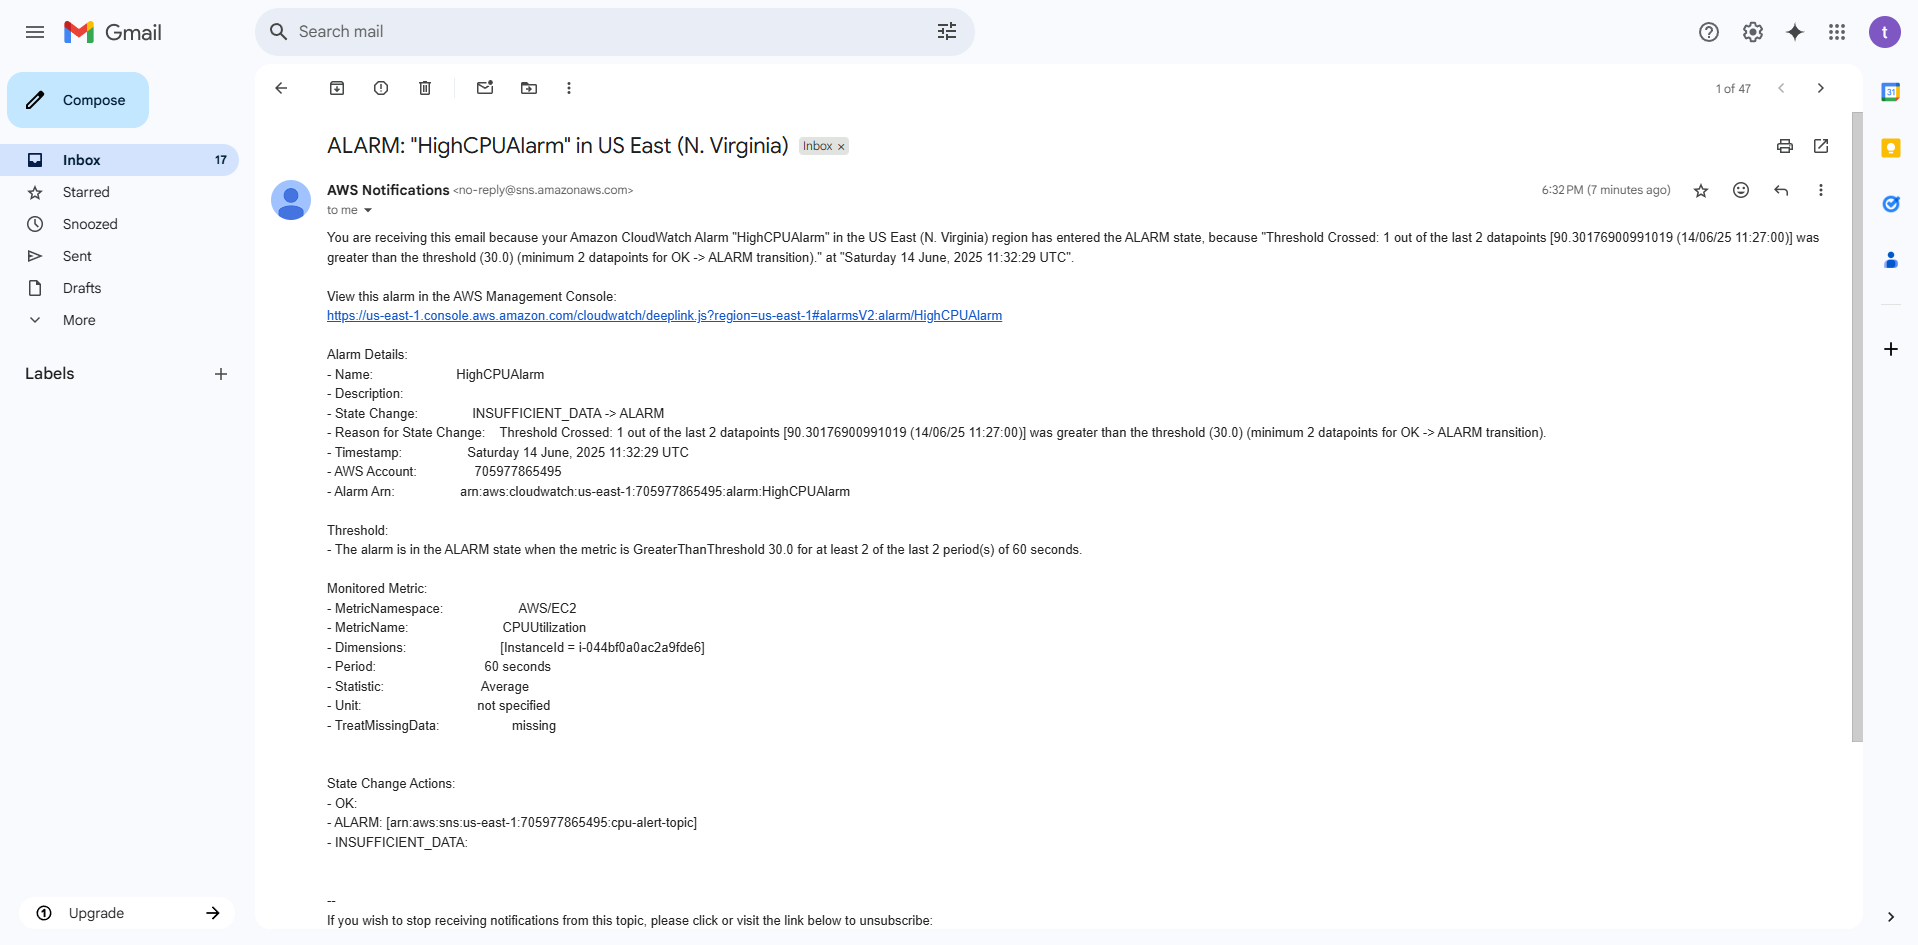 Gmail
Search mail
t
Compose
1 of 47
Inbox 17
Starred
Snoozed
Sent
Drafts
More
Labels
Upgrade
ALARM: "HighCPUAlarm" in US East (N. Virginia) Inbox ×
AWS Notifications <no-reply@sns.amazonaws.com> 6:32 PM (7 minutes ago)
to me
You are receiving this email because your Amazon CloudWatch Alarm "HighCPUAlarm" in the US East (N. Virginia) region has entered the ALARM state, because "Threshold Crossed: 1 out of the last 2 datapoints [90.30176900991019 (14/06/25 11:27:00)] was
greater than the threshold (30.0) (minimum 2 datapoints for OK -> ALARM transition)." at "Saturday 14 June, 2025 11:32:29 UTC".
View this alarm in the AWS Management Console:
https://us-east-1.console.aws.amazon.com/cloudwatch/deeplink.js?region=us-east-1#alarmsV2:alarm/HighCPUAlarm
Alarm Details:
- Name: HighCPUAlarm
- Description:
- State Change: INSUFFICIENT_DATA -> ALARM
- Reason for State Change: Threshold Crossed: 1 out of the last 2 datapoints [90.30176900991019 (14/06/25 11:27:00)] was greater than the threshold (30.0) (minimum 2 datapoints for OK -> ALARM transition).
- Timestamp: Saturday 14 June, 2025 11:32:29 UTC
- AWS Account: 705977865495
- Alarm Arn: arn:aws:cloudwatch:us-east-1:705977865495:alarm:HighCPUAlarm
Threshold:
- The alarm is in the ALARM state when the metric is GreaterThanThreshold 30.0 for at least 2 of the last 2 period(s) of 60 seconds.
Monitored Metric:
- MetricNamespace: AWS/EC2
- MetricName: CPUUtilization
- Dimensions: [InstanceId = i-044bf0a0ac2a9fde6]
- Period: 60 seconds
- Statistic: Average
- Unit: not specified
- TreatMissingData: missing
State Change Actions:
- OK:
- ALARM: [arn:aws:sns:us-east-1:705977865495:cpu-alert-topic]
- INSUFFICIENT_DATA:
--
If you wish to stop receiving notifications from this topic, please click or visit the link below to unsubscribe:
31